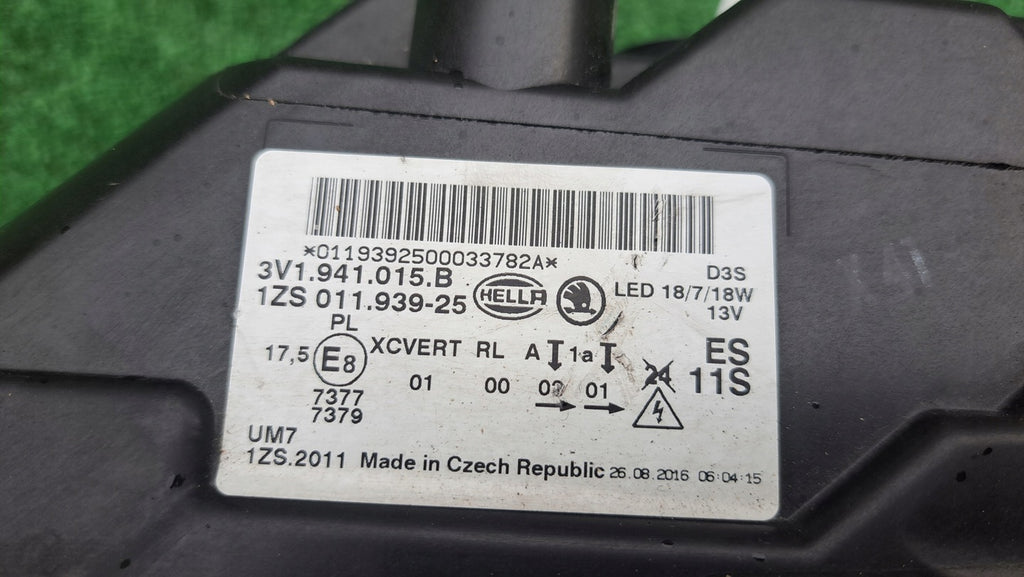 *0119392500033782A*
3V1.941.015.B
1ZS 011.939-25
HELLA
D3S
LED 18/7/18W
13V
PL
17,5 E8
XCVERT RL A 1a
01 00 02 01
7377
7379
24
ES
11S
UM7
1ZS.2011 Made in Czech Republic 26.08.2016 06:04:15